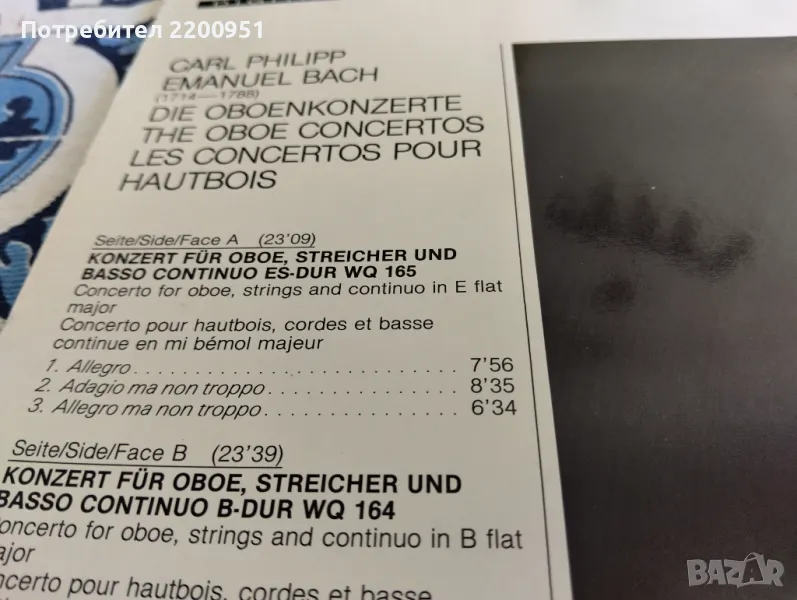 Потребител 2200951
CARL PHILIPP
EMANUEL BACH
(1714—1788)
DIE OBOENKONZERTE
THE OBOE CONCERTOS
LES CONCERTOS POUR
HAUTBOIS
Seite/Side/Face A (23'09)
KONZERT FÜR OBOE, STREICHER UND
BASSO CONTINUO ES-DUR WQ 165
Concerto for oboe, strings and continuo in E flat
major
Concerto pour hautbois, cordes et basse
continue en mi bémol majeur
1. Allegro 7'56
2. Adagio ma non troppo 8'35
3. Allegro ma non troppo 6'34
Seite/Side/Face B (23'39)
KONZERT FÜR OBOE, STREICHER UND
BASSO CONTINUO B-DUR WQ 164
oncerto for oboe, strings and continuo in B flat
ajor
ncerto pour hautbois, cordes et basse
BAZAR